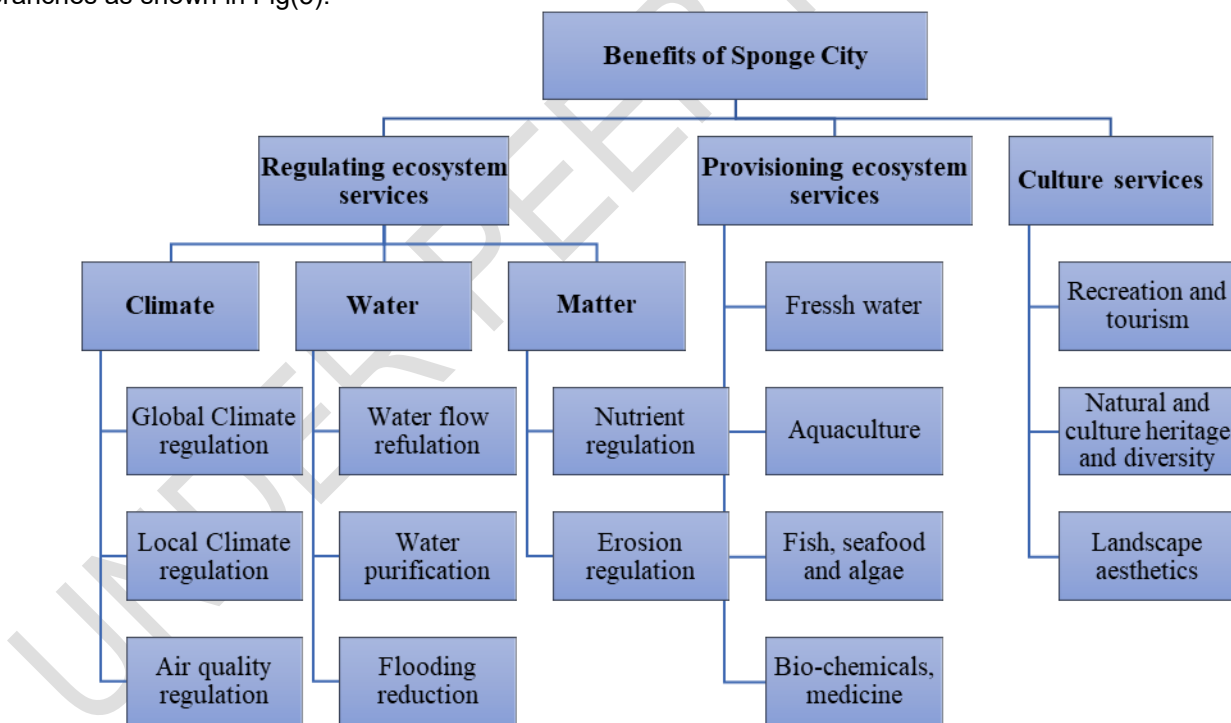 branches as shown in Fig(3).
Benefits of Sponge City
Regulating ecosystem
services
Provisioning ecosystem
services
Culture services
Climate
Water
Matter
Global Climate
regulation
Local Climate
regulation
Air quality
regulation
Water flow
refulation
Water
purification
Flooding
reduction
Nutrient
regulation
Erosion
regulation
Fressh water
Aquaculture
Fish, seafood
and algae
Bio-chemicals,
medicine
Recreation and
tourism
Natural and
culture heritage
and diversity
Landscape
aesthetics
UNDER PEER